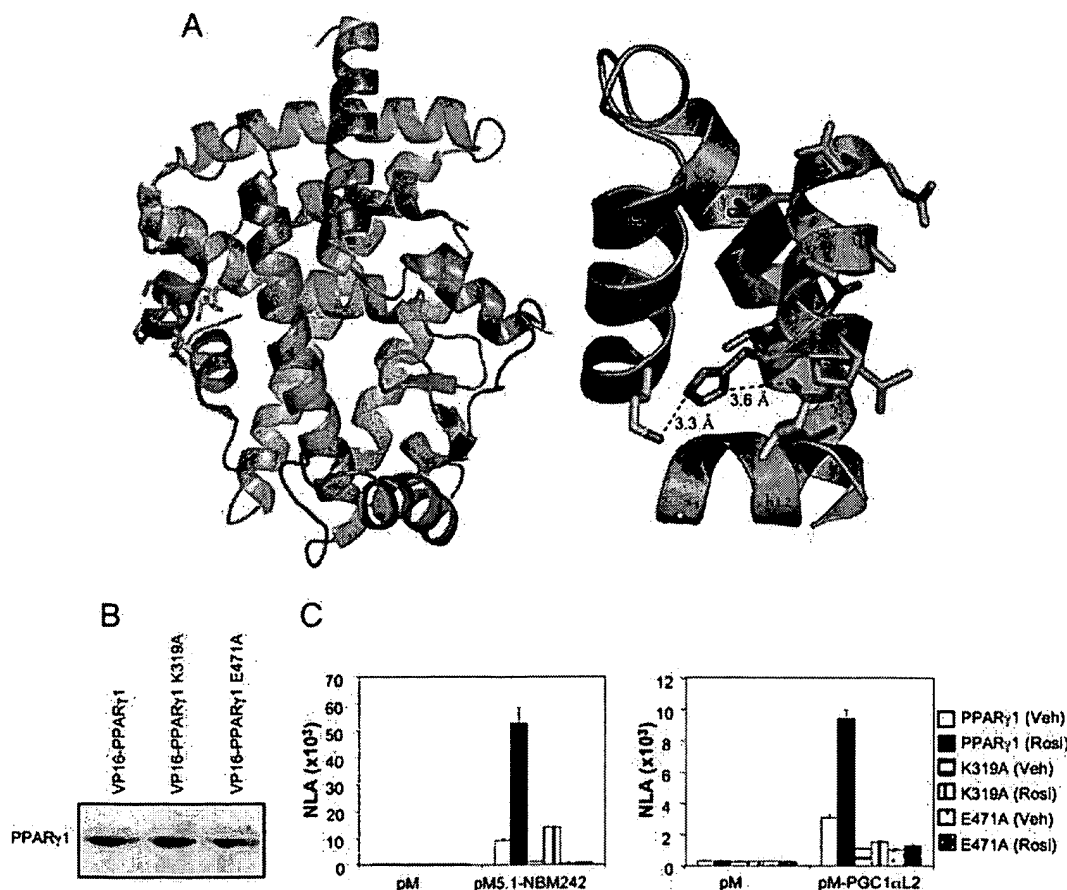 A
3.6 Å
3.3 Å
B
VP16-PPARγ1
VP16-PPARγ1 K319A
VP16-PPARγ1 E471A
PPARγ1
C
NLA (x10³)
70
60
50
40
30
20
10
0
pM
pM5.1-NBM242
NLA (x10³)
12
10
8
6
4
2
0
pM
pM-PGC1αL2
PPARγ1 (Veh)
PPARγ1 (Rosi)
K319A (Veh)
K319A (Rosi)
E471A (Veh)
E471A (Rosi)